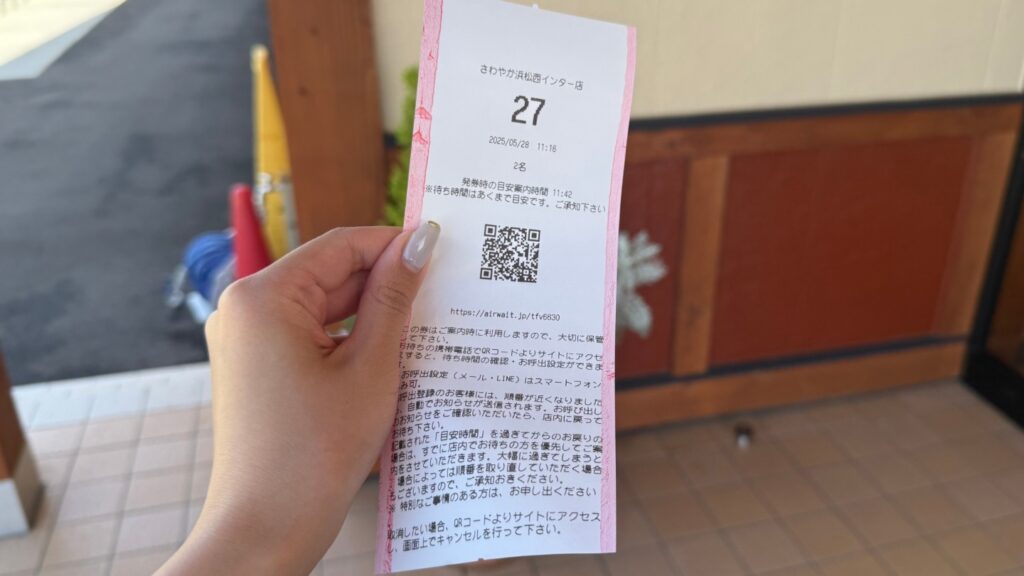 さわやか浜松西インター店
27
2025/05/28 11:16
2名
発券時の目安案内時間 11:42
※待ち時間はあくまで目安です。ご承知下さい
https://airwait.jp/tfv6630
この券はご案内時に利用しますので、大切に保管
して下さい。
お持ちの携帯電話でQRコードよりサイトにアクセ
スすると、待ち時間の確認・お呼出設定ができま
す。
お呼出設定(メール・LINE)はスマートフォン
み可。
呼出登録のお客様には、順番が近くなりました
、自動でお知らせが送信されます。お呼び出し
のお知らせをご確認いただいたら、店内に戻って
お待ち下さい。
記載された「目安時間」を過ぎてからのお戻りの
場合は、すでに店内でお待ちの方を優先してご案
内をさせていただきます。大幅に過ぎてしまうと
場合によっては順番を取り直していただく場合
もございますので、ご承知おきください。
※ 特別なご事情のある方は、お申し出ください
取消したい場合、QRコードよりサイトにアクセス
し、画面上でキャンセルを行って下さい。